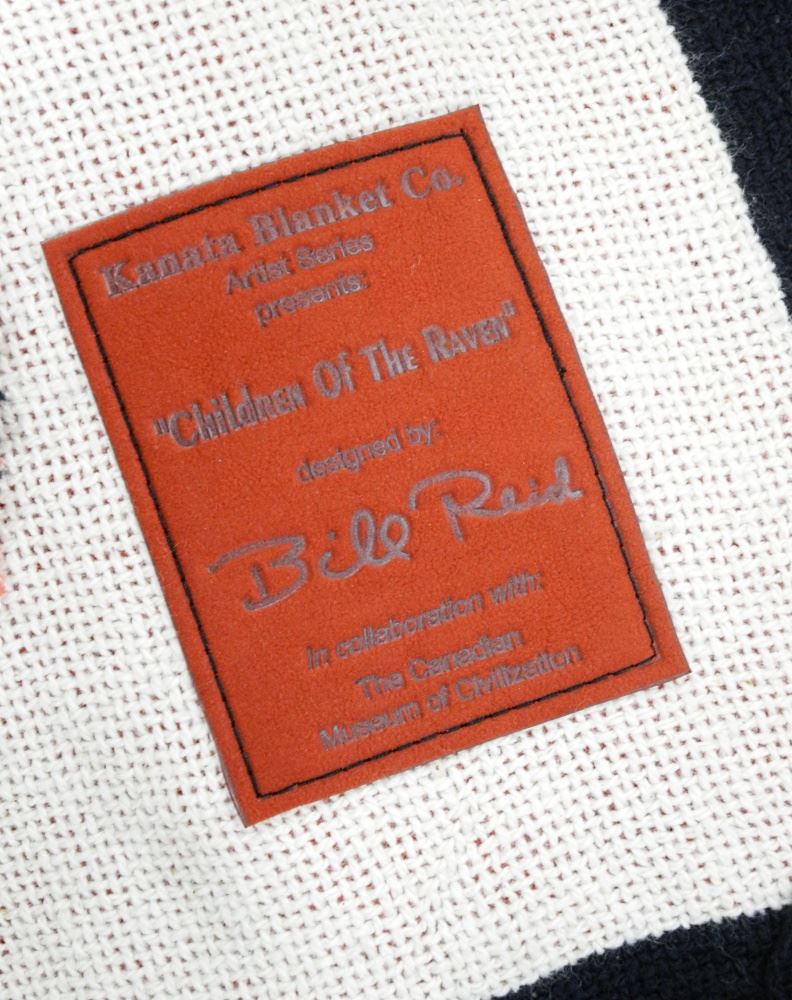 Kanata Blanket Co.
Artist Series
presents:
"Children Of The Raven"
designed by:
Bill Reid
In collaboration with:
The Canadian
Museum of Civilization